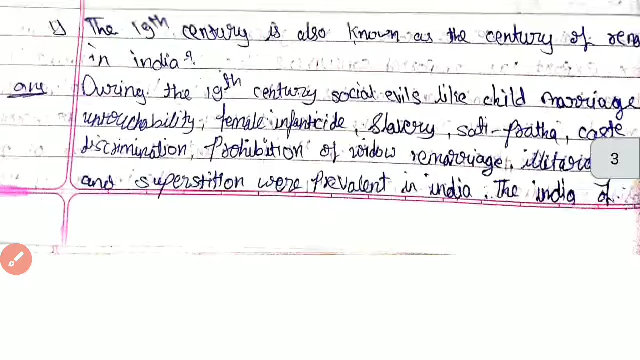 1) The 19th century is also known as the century of
in india?
ans During the 19th century social evils like child marriage
untouchability, female infanticide, slavery, sati-pratha, caste
discrimination, Prohibition of widow remarriage,
3
and superstition were prevalent in india. The india of